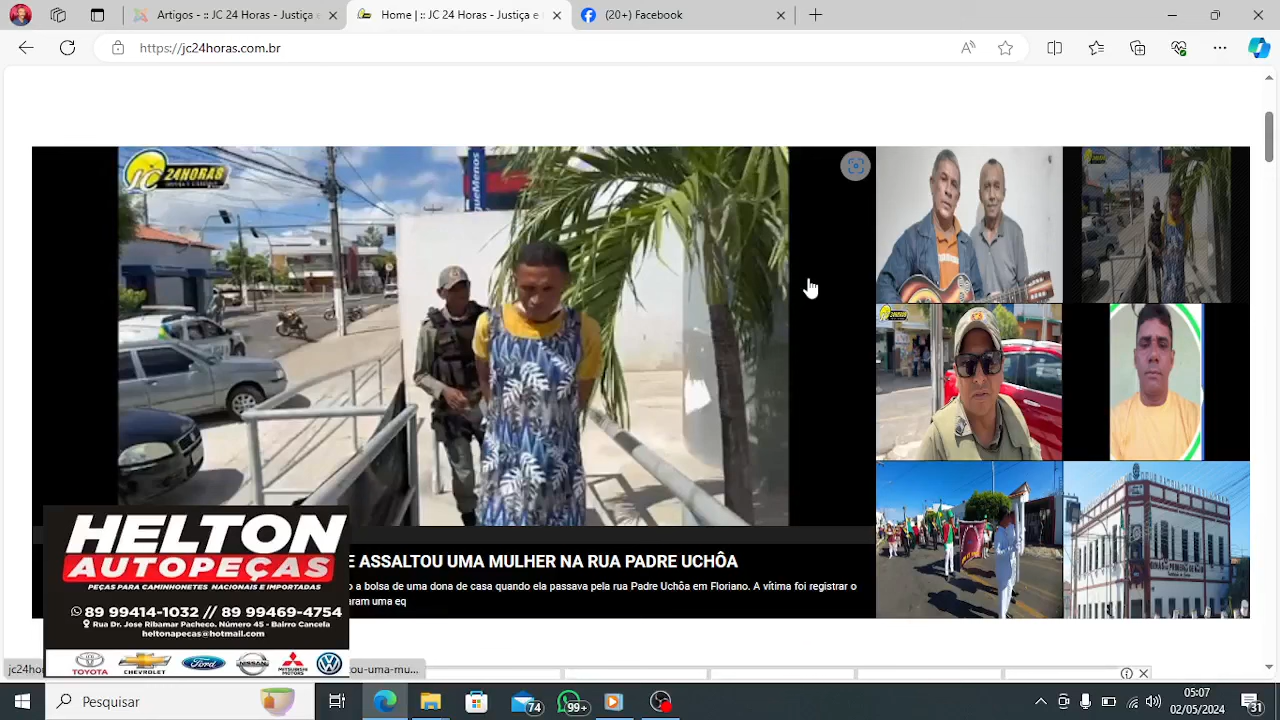 Artigos - JC 24 Horas - Justiça e
Home | :: JC 24 Horas - Justiça e
(20+) Facebook
https://jc24horas.com.br
24HORAS
queMenos
24HORAS
E ASSALTOU UMA MULHER NA RUA PADRE UCHÔA
o a bolsa de uma dona de casa quando ela passava pela rua Padre Uchôa em Floriano. A vítima foi registrar o
aram uma eq
HELTON
AUTOPEÇAS
PEÇAS PARA CAMINHONETES NACIONAIS E IMPORTADAS
89 99414-1032 // 89 99469-4754
Rua Dr. Jose Ribamar Pacheco. Número 45 - Bairro Cancela
heltonapecas@hotmail.com
TOYOTA
CHEVROLET
Ford
NISSAN
MITSUBISHI
MOTORS
jc24hou
ou-uma-mu...
Pesquisar
74
99+
05:07
02/05/2024
31